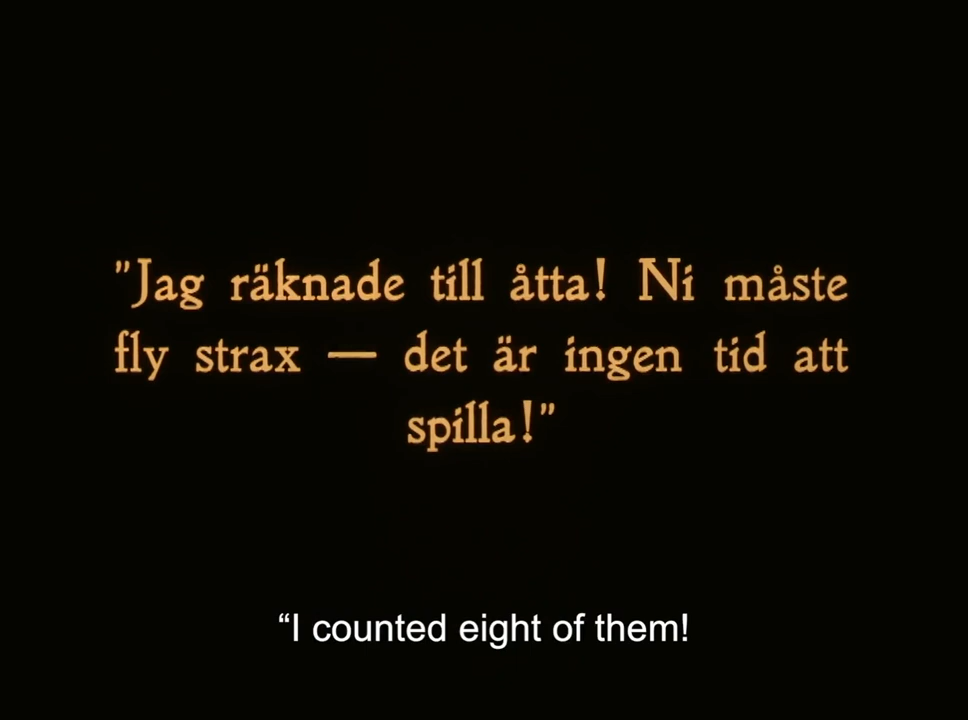 "Jag räknade till åtta! Ni måste
fly strax — det är ingen tid att
spilla!"
“I counted eight of them!